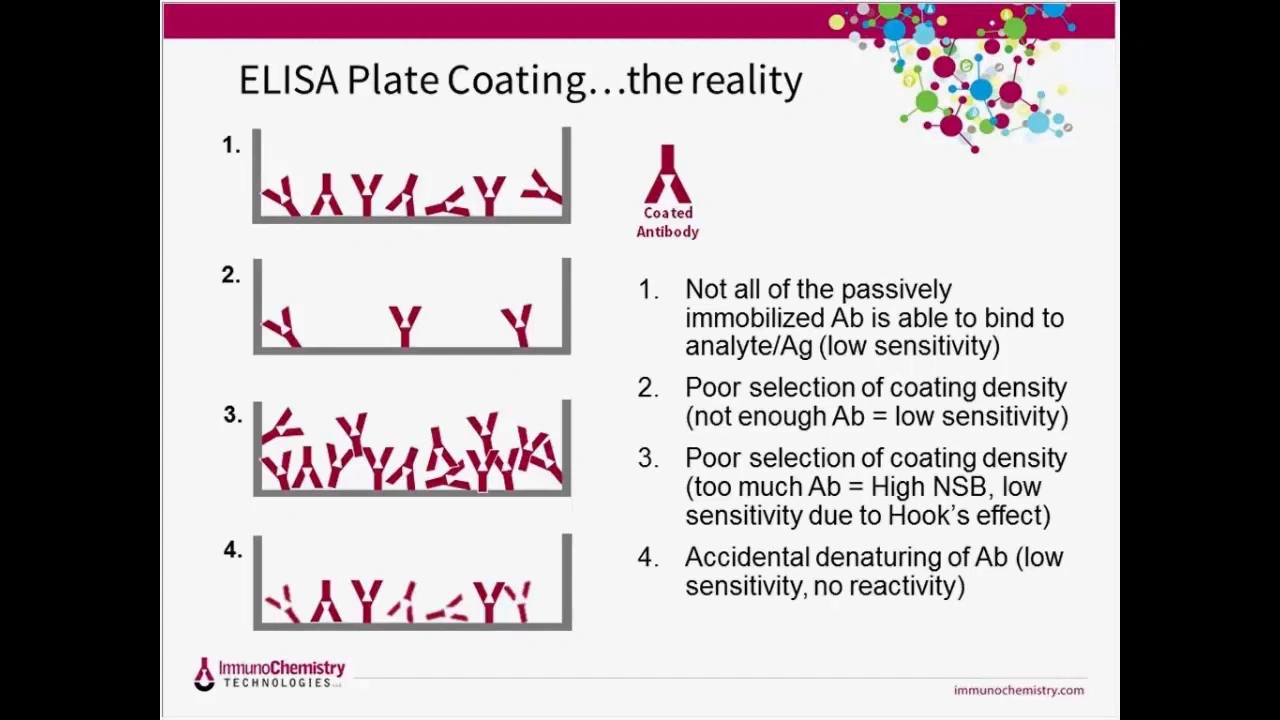 ELISA Plate Coating…the reality
1.
Coated
Antibody
2.
3.
4.
1. Not all of the passively
immobilized Ab is able to bind to
analyte/Ag (low sensitivity)
2. Poor selection of coating density
(not enough Ab = low sensitivity)
3. Poor selection of coating density
(too much Ab = High NSB, low
sensitivity due to Hook's effect)
4. Accidental denaturing of Ab (low
sensitivity, no reactivity)
ImmunoChemistry
TECHNOLOGIES
immunochemistry.com